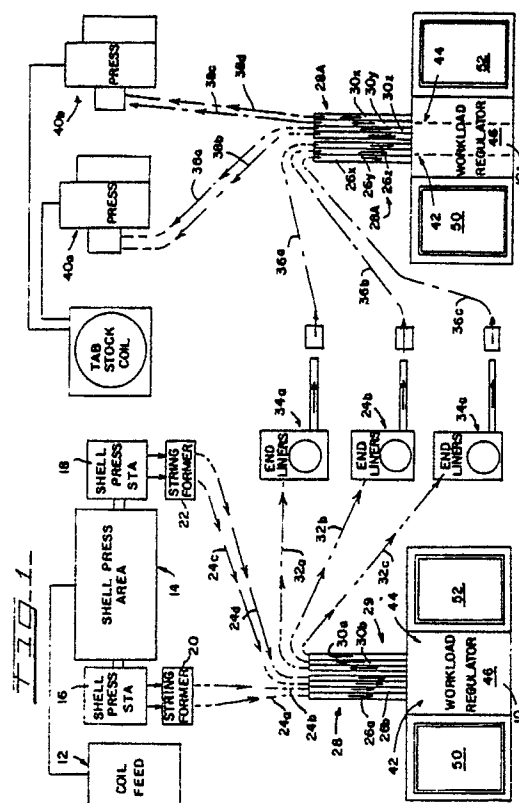 FIG. 1
12
COIL
FEED
16
SHELL
PRESS
STA
STRING
FORMER
20
SHELL PRESS
AREA
14
18
SHELL
PRESS
STA
STRING
FORMER
22
24a
24b
24c
24d
28
26a
26b
30a
30b
29
42
44
50
WORKLOAD
REGULATOR
46
52
32a
32b
32c
34a
END
LINERS
24b
END
LINERS
34a
END
LINERS
36a
36b
36c
TAB
STOCK
COIL
40a
PRESS
40b
PRESS
38a
38b
38c
38d
28A
30x
30y
30z
26x
26y
26z
28A
42
44
50
WORKLOAD
REGULATOR
46
52